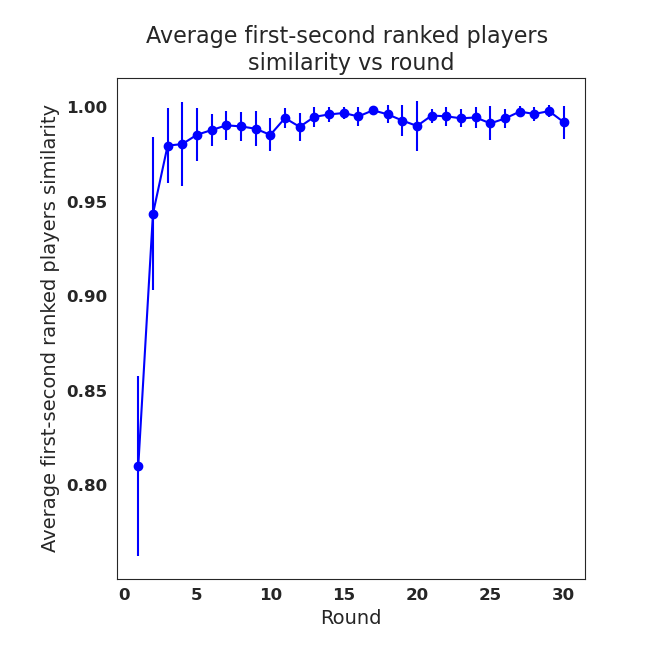 Average first-second ranked players
similarity vs round
Average first-second ranked players similarity
1.00
0.95
0.90
0.85
0.80
0 5 10 15 20 25 30
Round